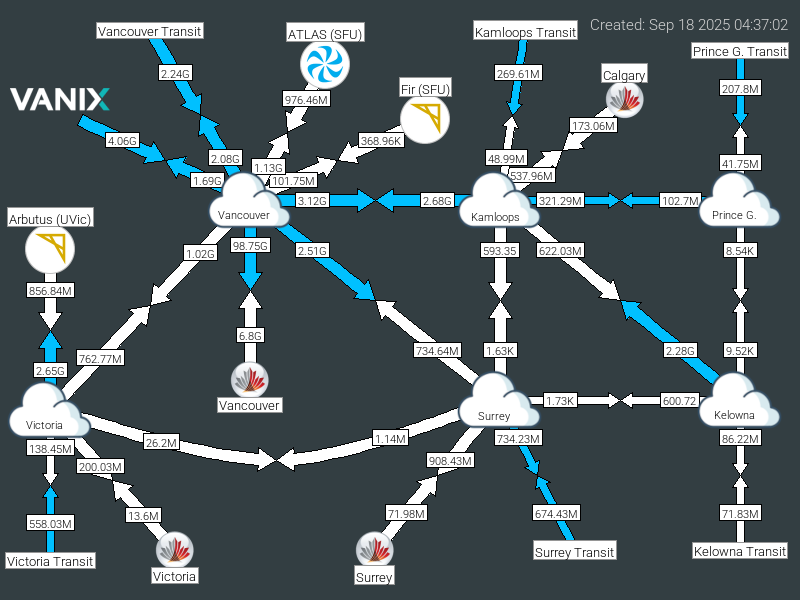 Created: Sep 18 2025 04:37:02
Vancouver Transit
ATLAS (SFU)
Kamloops Transit
Prince G. Transit
2.24G
269.61M
Calgary
207.8M
Fir (SFU)
VANIX
976.46M
173.06M
4.06G
368.96K
2.08G
48.99M
41.75M
1.13G
537.96M
1.69G
101.75M
3.12G
2.68G
321.29M
102.7M
Vancouver
Kamloops
Prince G.
Arbutus (UVic)
98.75G
1.02G
2.51G
593.35
622.03M
8.54K
856.84M
6.8G
762.77M
734.64M
1.63K
2.28G
9.52K
2.65G
Vancouver
1.73K
600.72
Victoria
Surrey
Kelowna
26.2M
1.14M
734.23M
86.22M
138.45M
200.03M
908.43M
13.6M
71.98M
674.43M
71.83M
558.03M
Victoria Transit
Victoria
Surrey
Surrey Transit
Kelowna Transit